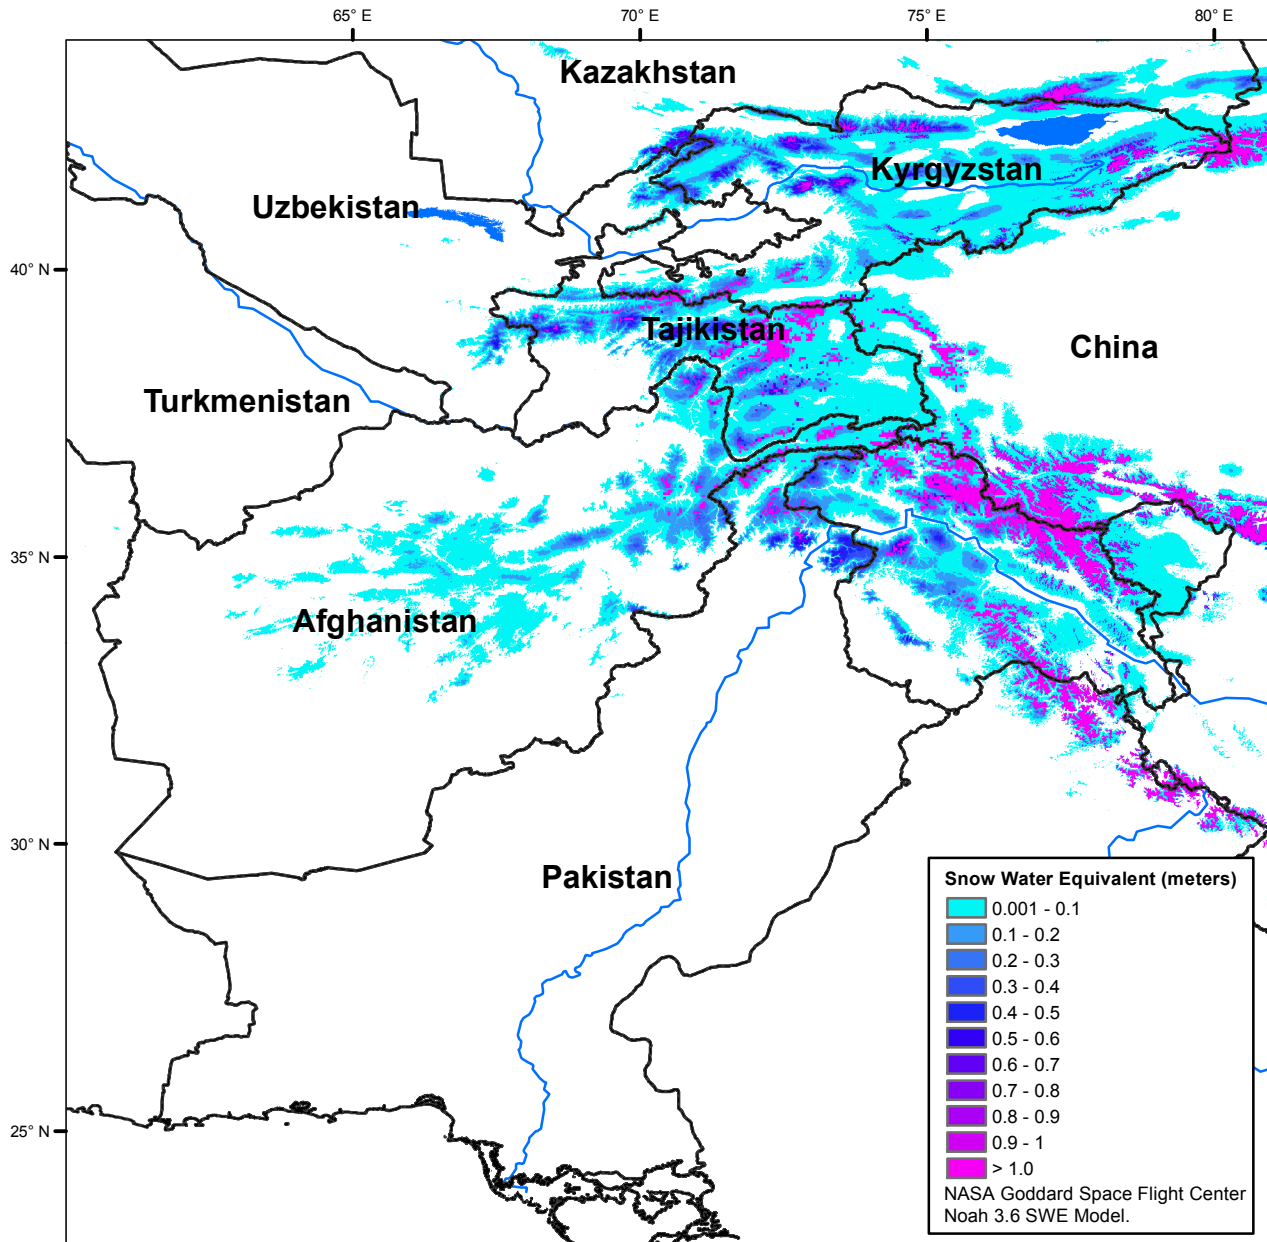 65° E
70° E
75° E
80° E
Kazakhstan
Kyrgyzstan
Uzbekistan
40° N
Tajikistan
China
Turkmenistan
35° N
Afghanistan
30° N
Pakistan
25° N
Snow Water Equivalent (meters)
0.001 - 0.1
0.1 - 0.2
0.2 - 0.3
0.3 - 0.4
0.4 - 0.5
0.5 - 0.6
0.6 - 0.7
0.7 - 0.8
0.8 - 0.9
0.9 - 1
> 1.0
NASA Goddard Space Flight Center
Noah 3.6 SWE Model.